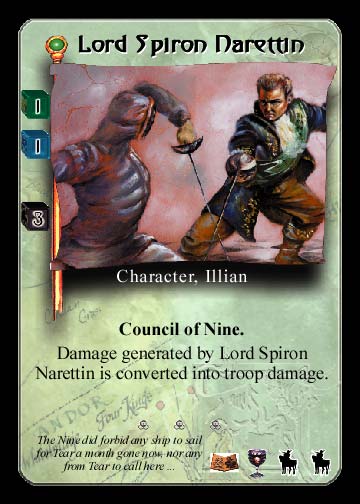 Lord Spiron Narettin
1
1
3
Character, Illian
Council of Nine.
Damage generated by Lord Spiron
Narettin is converted into troop damage.
The Nine did forbid any ship to sail
for Tear a month gone now, nor any
from Tear to call here ...